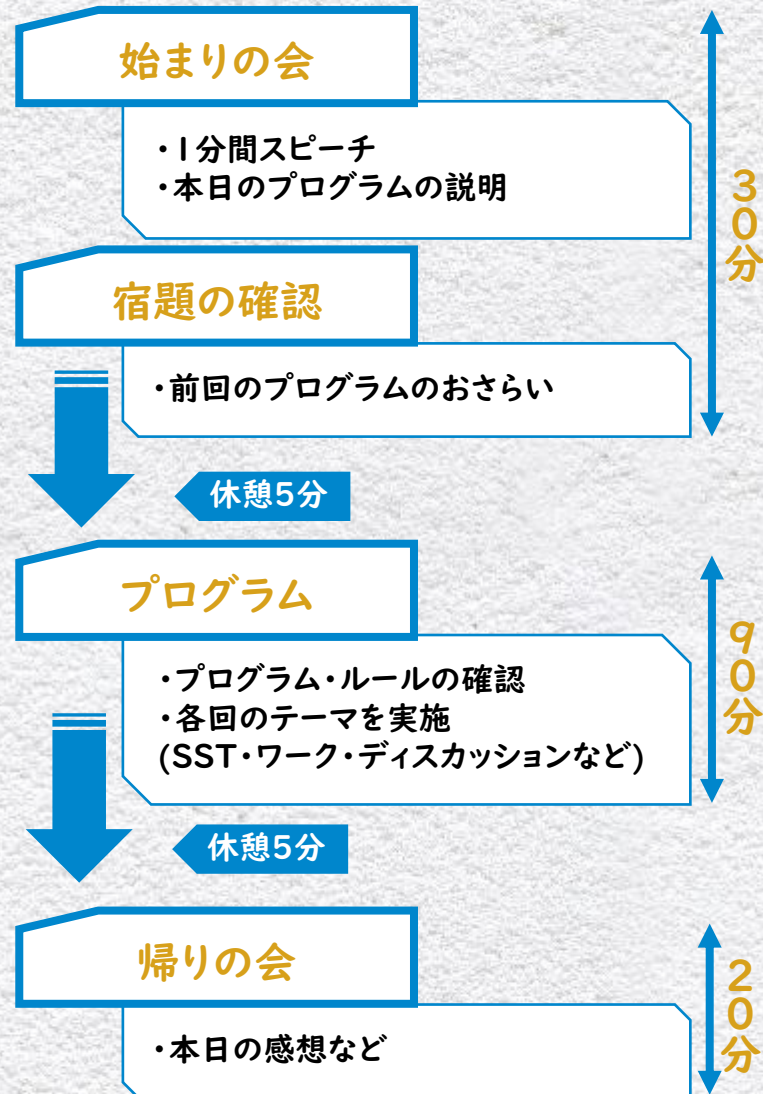 始まりの会
・1分間スピーチ
・本日のプログラムの説明
30分
宿題の確認
・前回のプログラムのおさらい
休憩5分
プログラム
・プログラム・ルールの確認
・各回のテーマを実施
(SST・ワーク・ディスカッションなど)
90分
休憩5分
帰りの会
・本日の感想など
20分